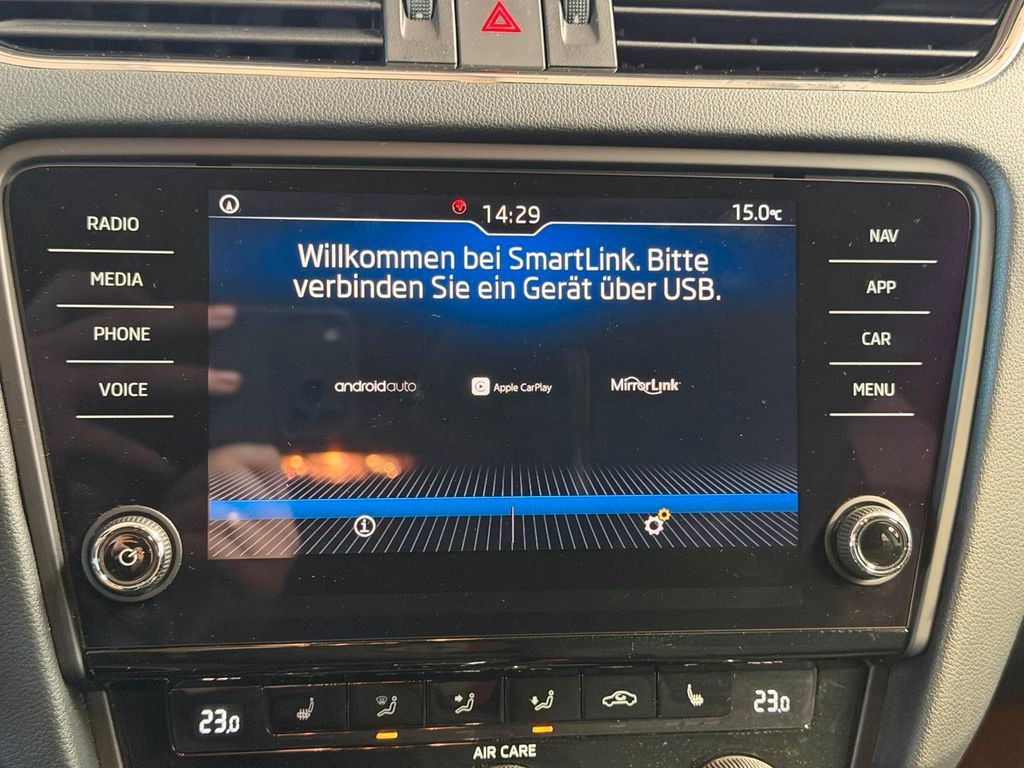 14:29
15.0°C
Willkommen bei SmartLink. Bitte
verbinden Sie ein Gerät über USB.
androidauto
Apple CarPlay
MirrorLink
RADIO
MEDIA
PHONE
VOICE
NAV
APP
CAR
MENU
23.0
23.0
AIR CARE